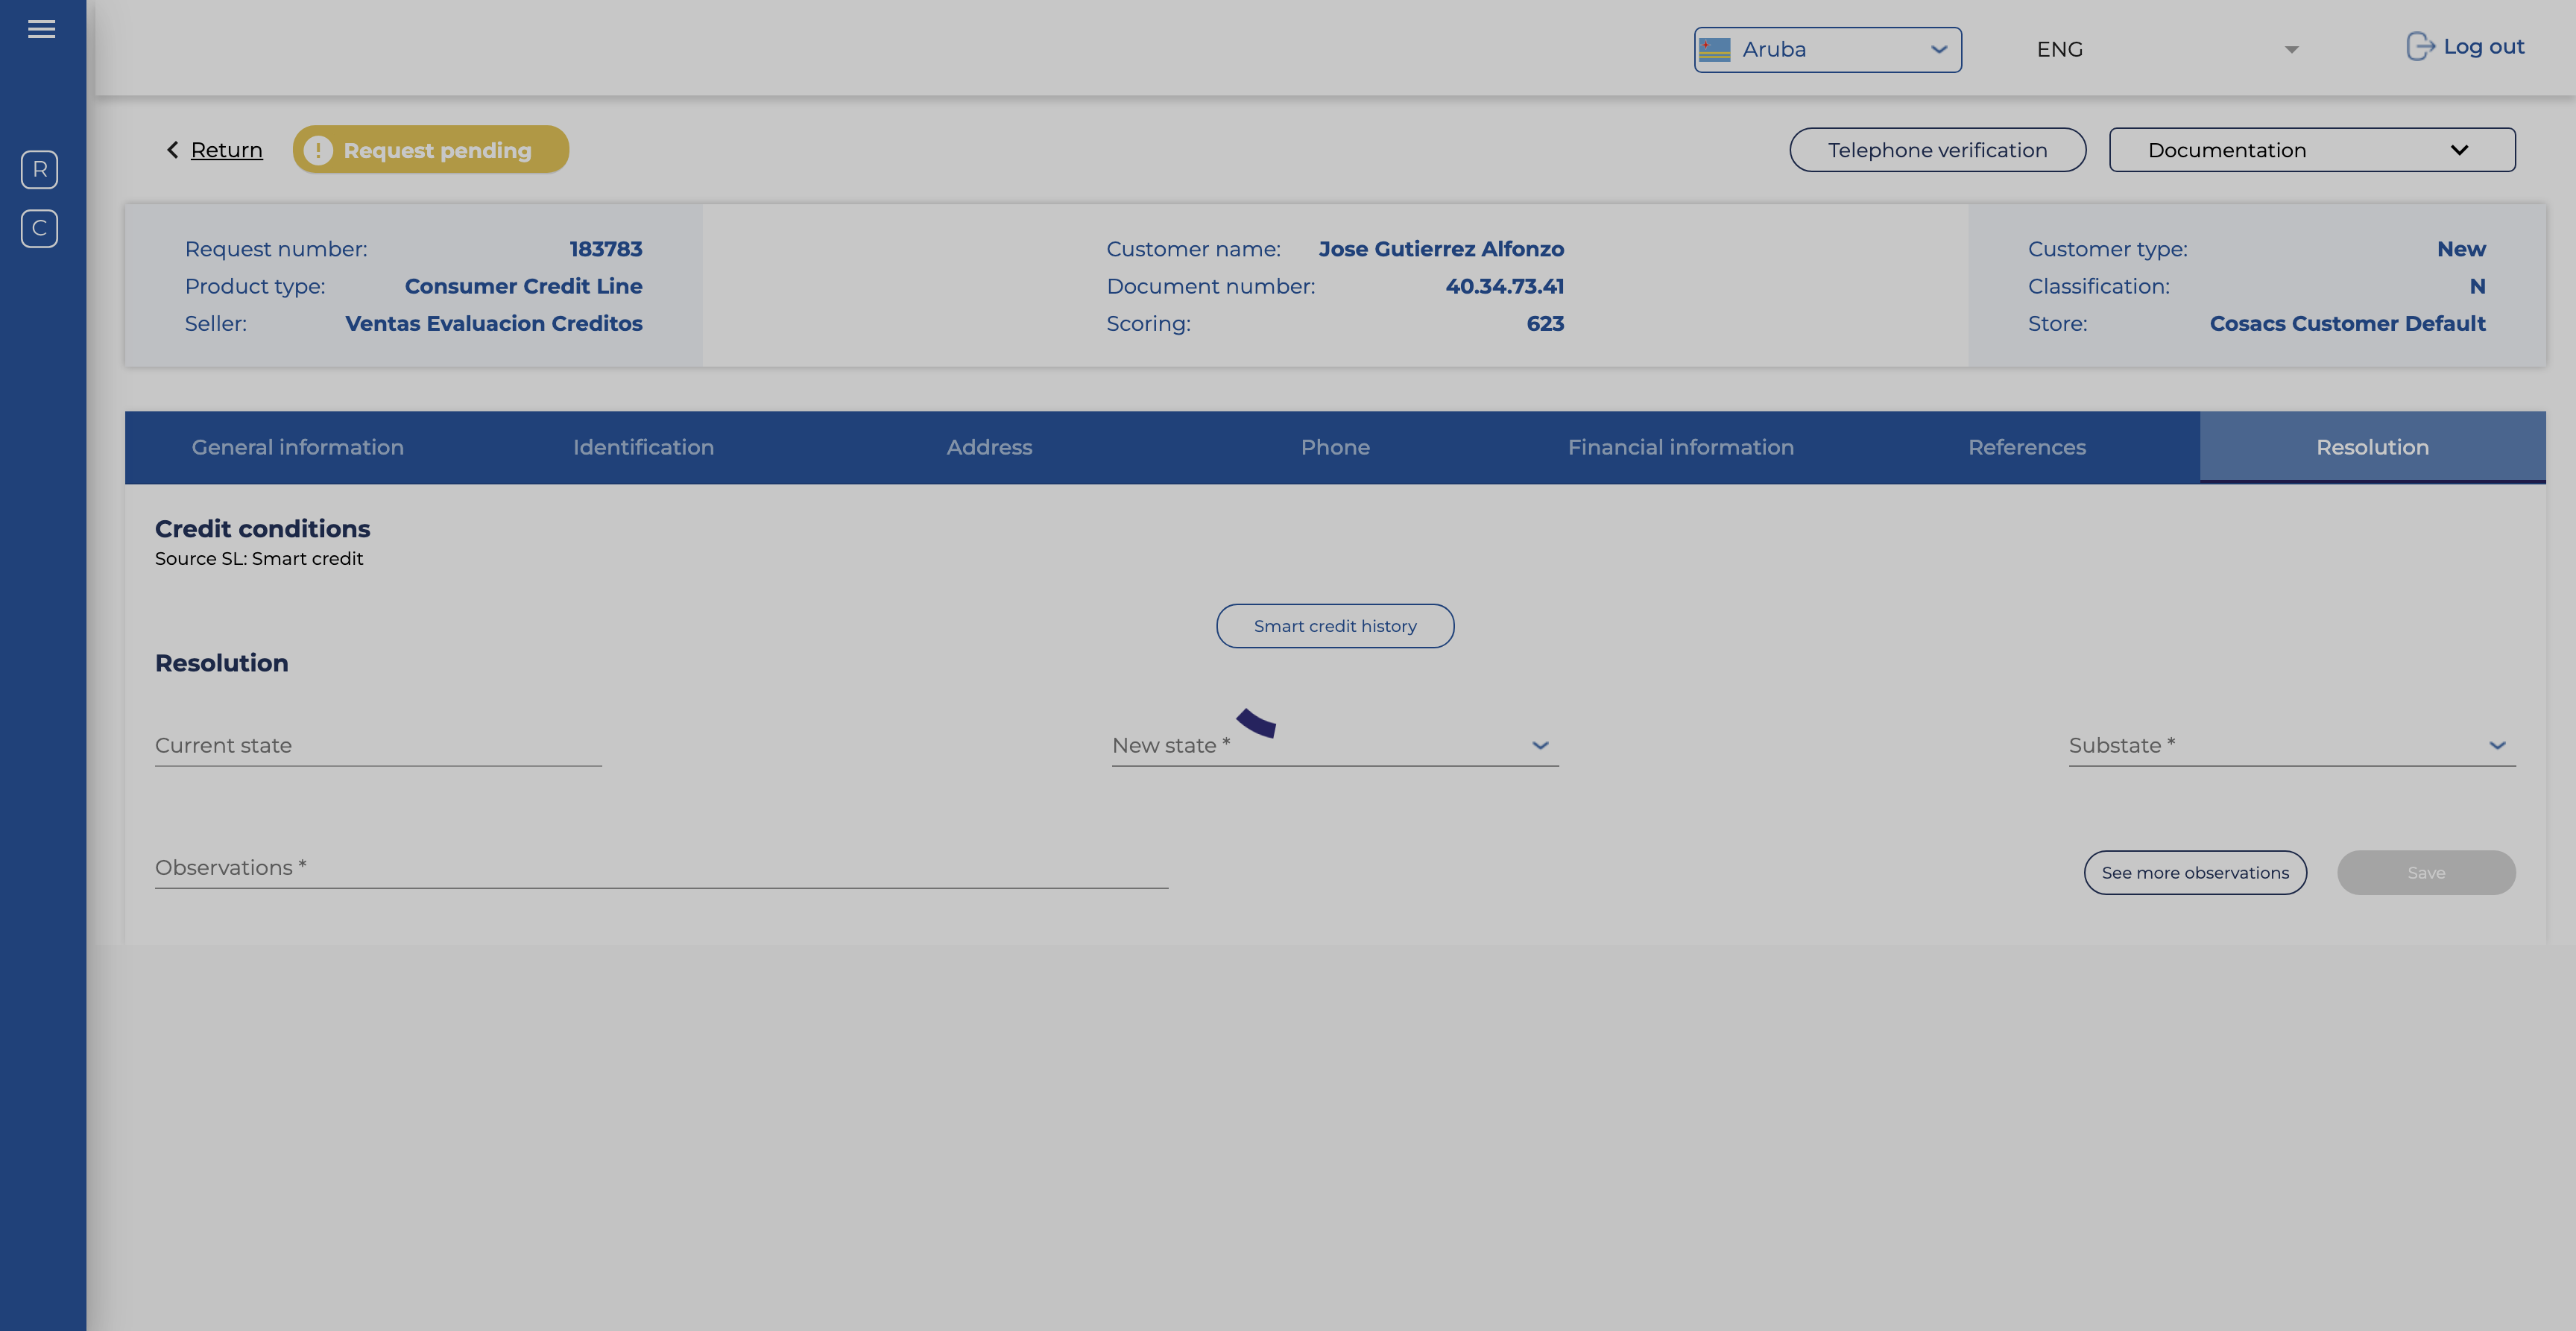 Aruba
ENG
Log out
R
C
Return
Request pending
Telephone verification
Documentation
Request number: 183783
Product type: Consumer Credit Line
Seller: Ventas Evaluacion Creditos
Customer name: Jose Gutierrez Alfonzo
Document number: 40.34.73.41
Scoring: 623
Customer type: New
Classification: N
Store: Cosacs Customer Default
General information
Identification
Address
Phone
Financial information
References
Resolution
Credit conditions
Source SL: Smart credit
Smart credit history
Resolution
Current state
New state *
Substate *
Observations *
See more observations
Save